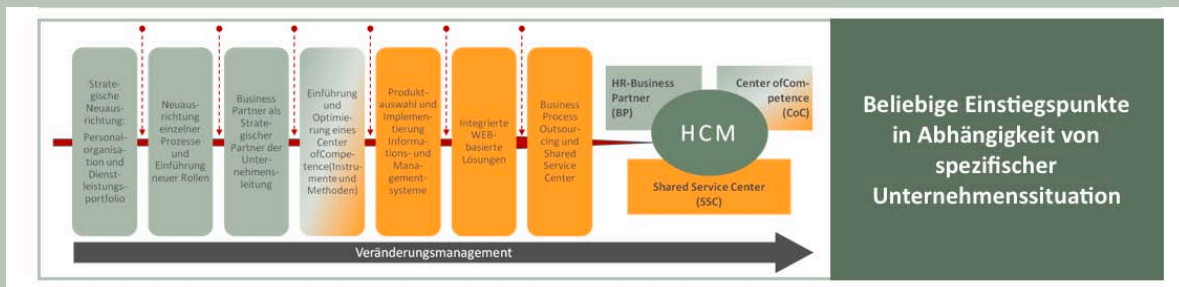 Strate-
gische
Neuaus-
richtung:
Personal-
organisa-
tion und
Dienst-
leistungs-
portfolio
Neuaus-
richtung
einzelner
Prozesse
und
Einführung
neuer Rollen
Business
Partner als
Strate-
gischer
Partner der
Unter-
nehmens-
leitung
Einführung
und
Optimie-
rung eines
Center
ofCompe-
tence(Instru-
mente und
Methoden)
Produkt-
auswahl und
Implemen-
tierung
Informa-
tions- und
Mana-
gement-
systeme
Integrierte
WEB-
basierte
Lösungen
Business
Process
Outsour-
cing und
Shared
Service
Center
HR-Business
Partner
(BP)
Center ofCom-
petence
(CoC)
HCM
Shared Service Center
(SSC)
Veränderungsmanagement
Beliebige Einstiegspunkte
in Abhängigkeit von
spezifischer
Unternehmenssituation